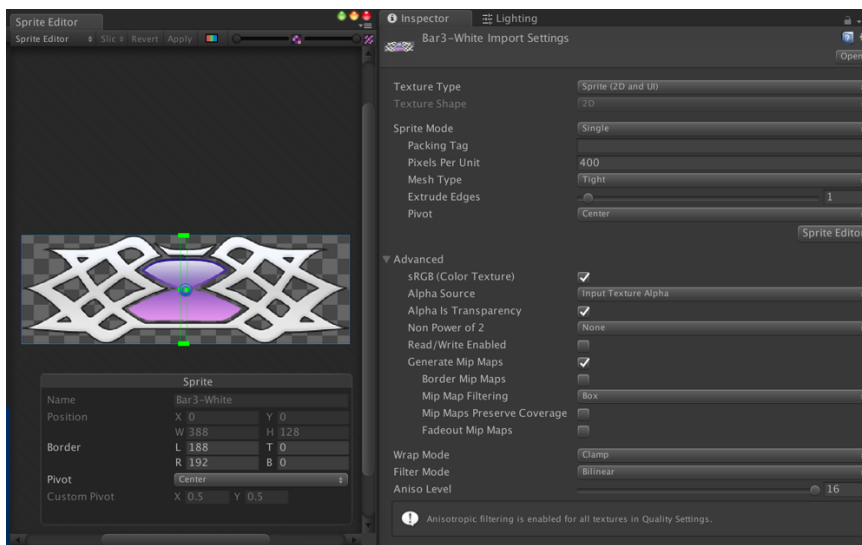 Sprite Editor
Sprite Editor Slic Revert Apply
Sprite
Name Bar3-White
Position X 0 Y 0
W 388 H 128
Border L 188 T 0
R 192 B 0
Pivot Center
Custom Pivot X 0.5 Y 0.5
Inspector Lighting
Bar3-White Import Settings
Open
Texture Type Sprite (2D and UI)
Texture Shape 2D
Sprite Mode Single
Packing Tag
Pixels Per Unit 400
Mesh Type Tight
Extrude Edges 1
Pivot Center
Sprite Editor
Advanced
sRGB (Color Texture)
Alpha Source Input Texture Alpha
Alpha Is Transparency
Non Power of 2 None
Read/Write Enabled
Generate Mip Maps
Border Mip Maps
Mip Map Filtering Box
Mip Maps Preserve Coverage
Fadeout Mip Maps
Wrap Mode Clamp
Filter Mode Bilinear
Aniso Level 16
Anisotropic filtering is enabled for all textures in Quality Settings.